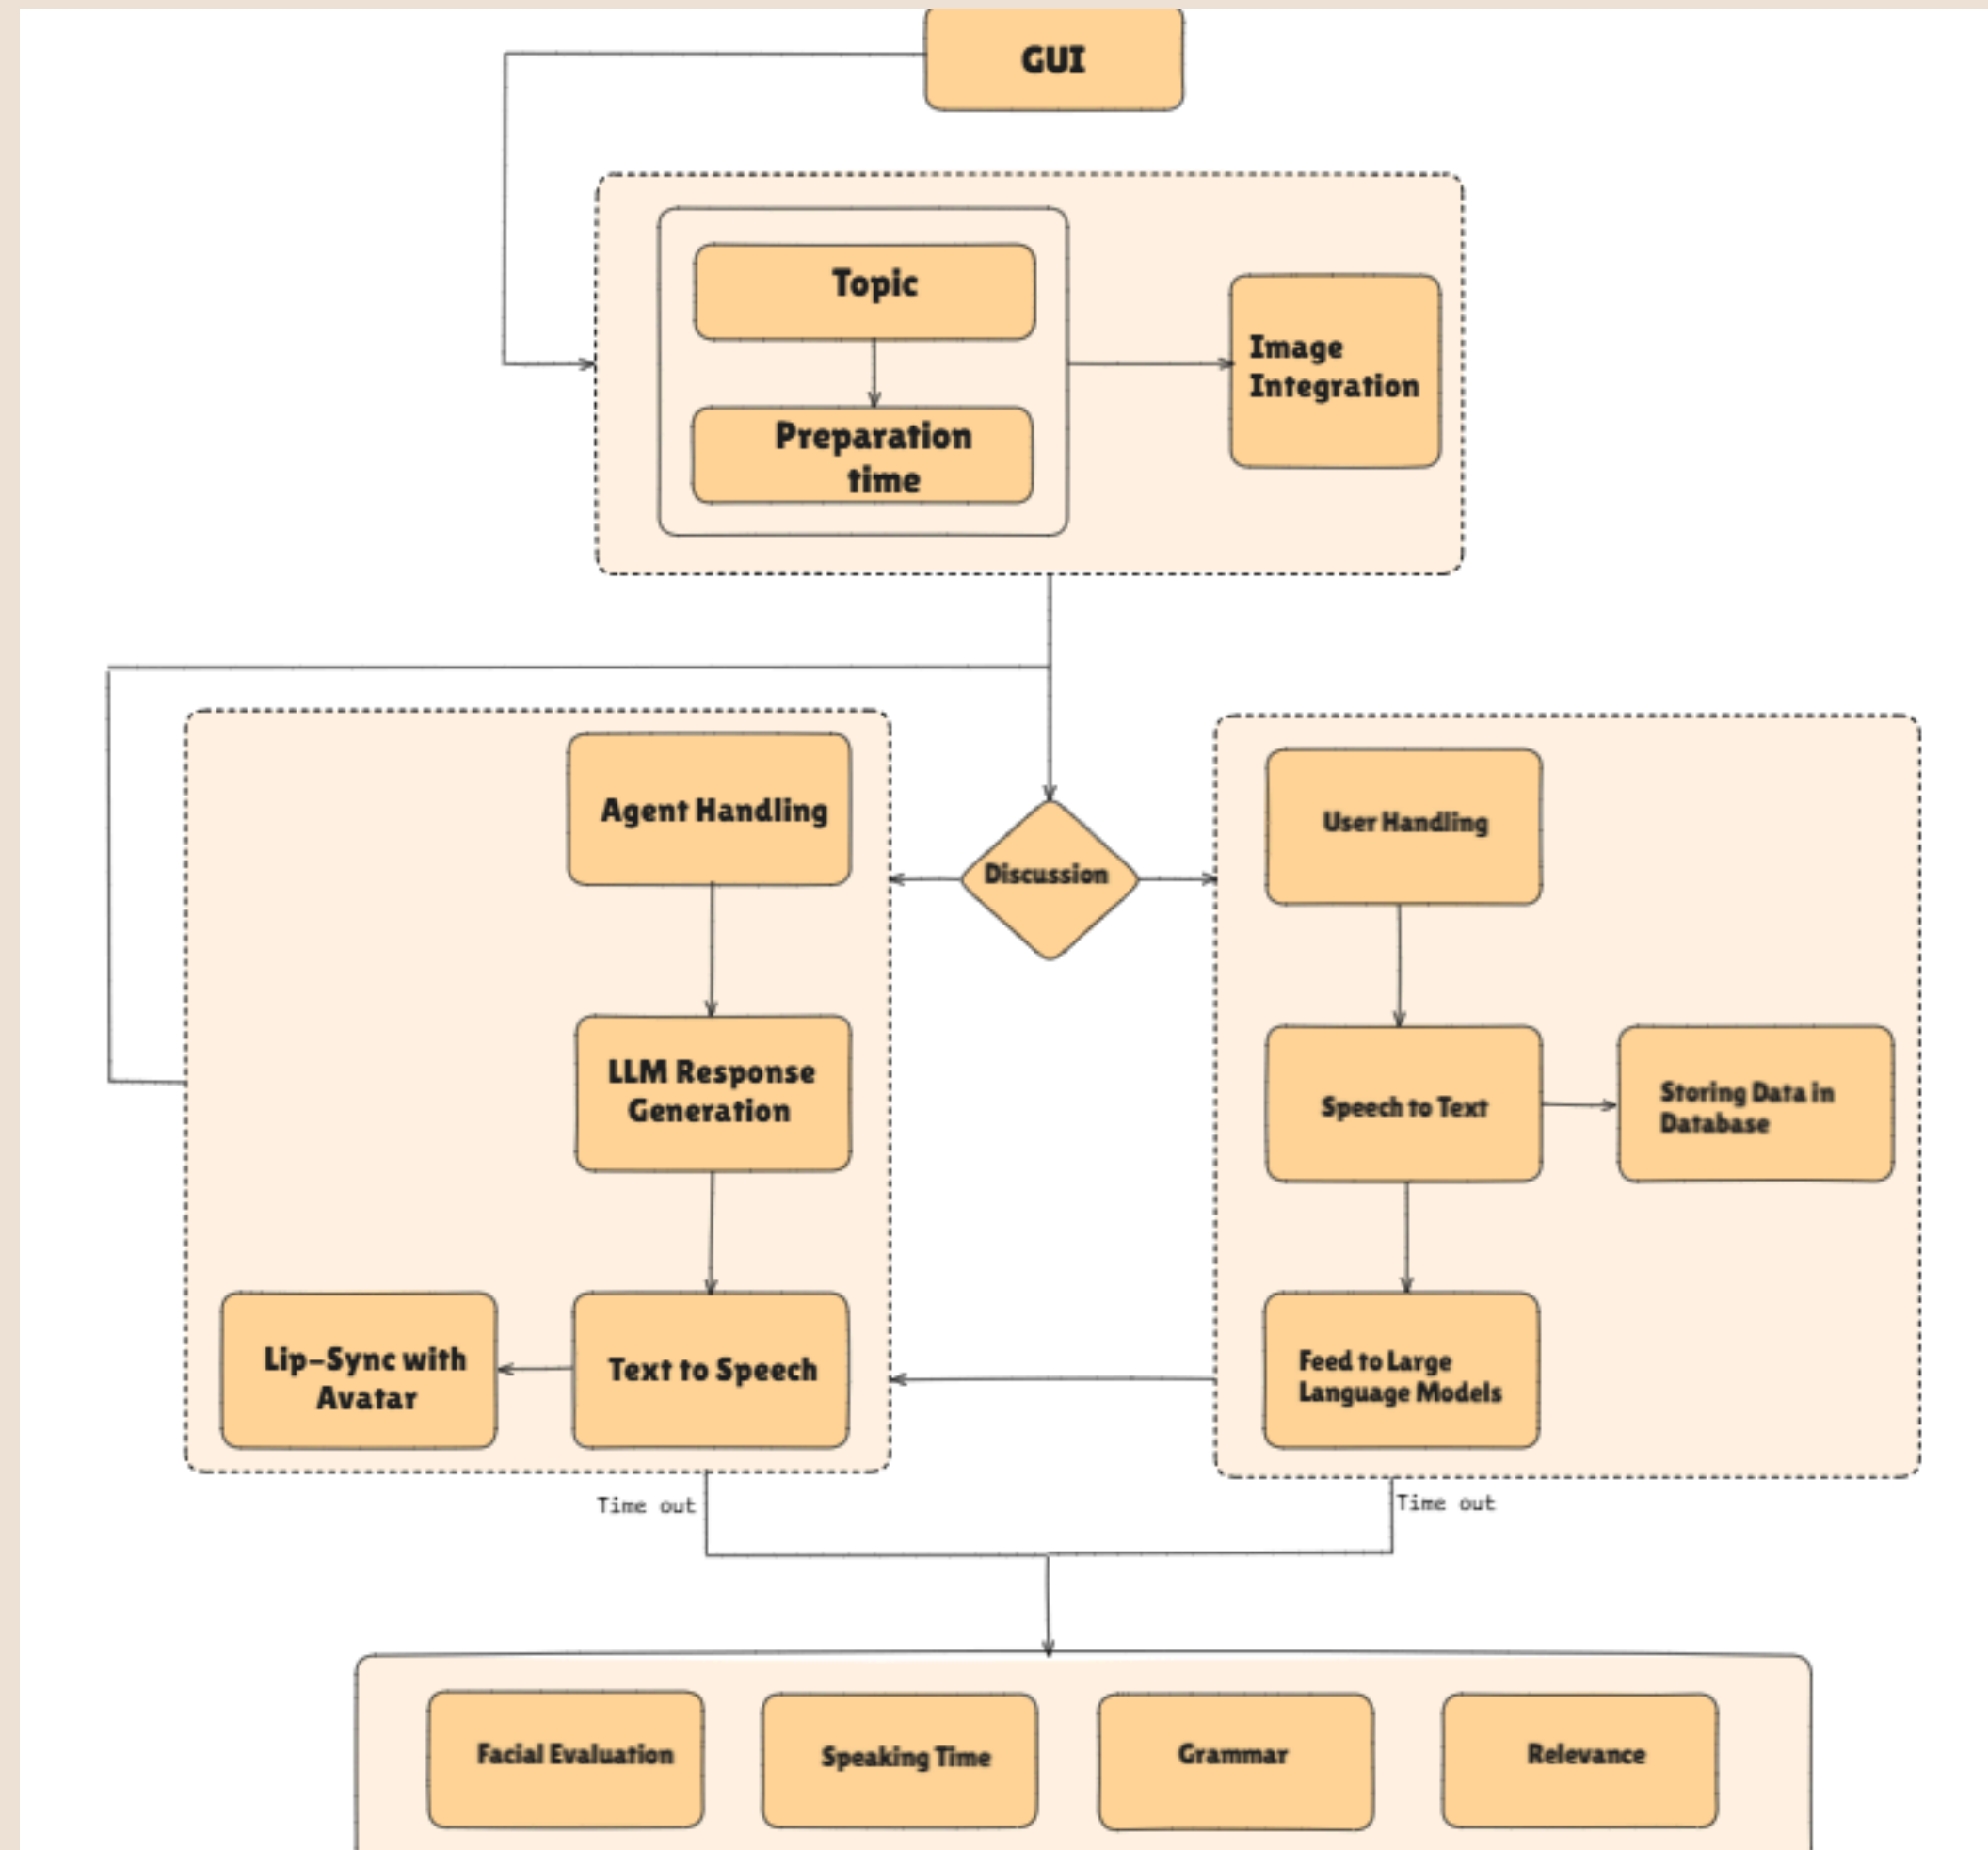 GUI
Topic
Preparation
time
Image
Integration
Agent Handling
Discussion
User Handling
LLM Response
Generation
Speech to Text
Storing Data in
Database
Lip-Sync with
Avatar
Text to Speech
Feed to Large
Language Models
Time out
Time out
Facial Evaluation
Speaking Time
Grammar
Relevance